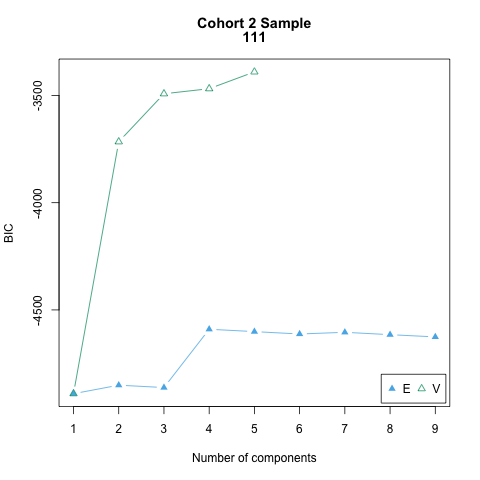 Cohort 2 Sample
111
BIC
-3500
-4000
-4500
E V
1 2 3 4 5 6 7 8 9
Number of components